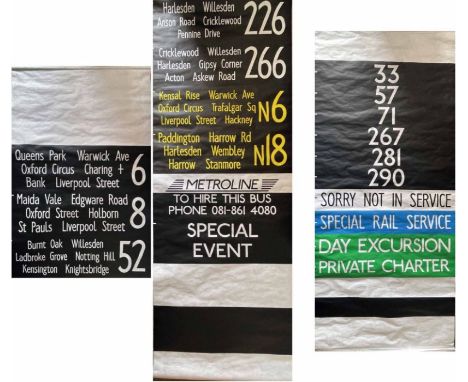 Queens Park Warwick Ave
Oxford Circus Charing +
Bank Liverpool Street
6
Maida Vale Edgware Road
Oxford Street Holborn
St Pauls Liverpool Street
8
Burnt Oak Willesden
Ladbroke Grove Notting Hill
Kensington Knightsbridge
52
Harlesden Willesden
Anson Road Cricklewood
Pennine Drive
226
Cricklewood Willesden
Harlesden Gipsy Corner
Acton Askew Road
266
Kensal Rise Warwick Ave
Oxford Circus Trafalgar Sq
Liverpool Street Hackney
N6
Paddington Harrow Rd
Harlesden Wembley
Harrow Stanmore
N18
METROLINE
TO HIRE THIS BUS
PHONE 081-861 4080
SPECIAL
EVENT
33
57
71
267
281
290
SORRY NOT IN SERVICE
SPECIAL RAIL SERVICE
DAY EXCURSION
PRIVATE CHARTER